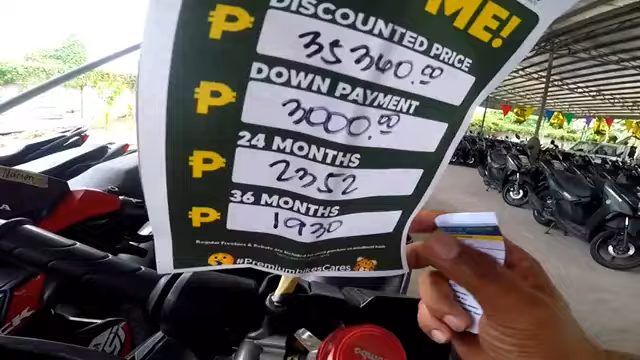 ME!
DISCOUNTED PRICE
₱ 35360.00
DOWN PAYMENT
₱ 3000.00
24 MONTHS
₱ 2352
36 MONTHS
₱ 1930
#PremiumbikesCares